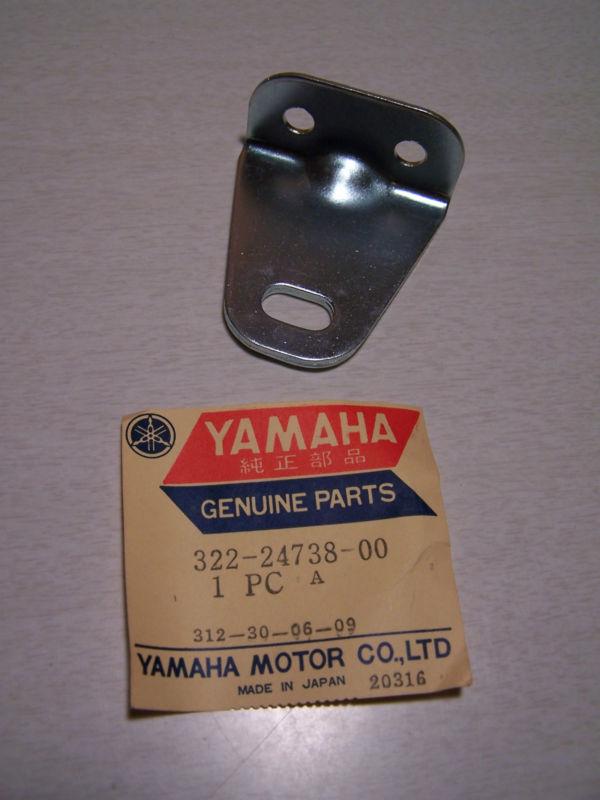 YAMAHA
純正部品
GENUINE PARTS
322-24738-00
1 PC A
312-30-06-09
YAMAHA MOTOR CO.,LTD
MADE IN JAPAN 20316